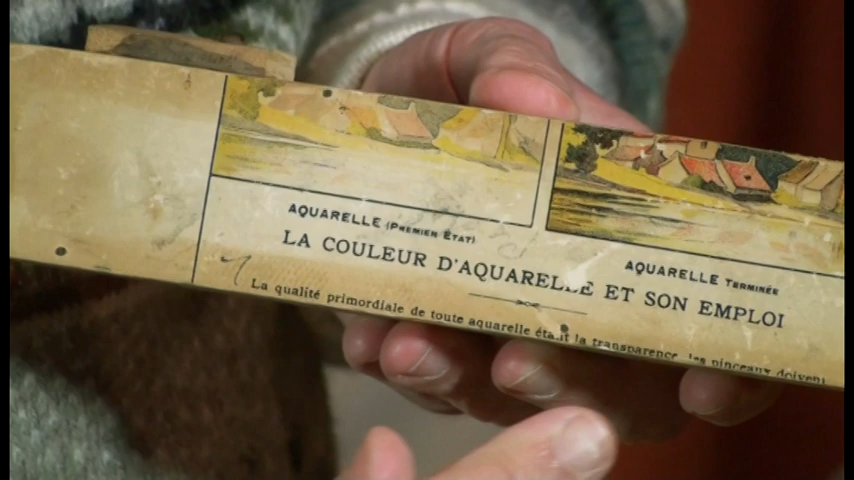 AQUARELLE (PREMIER ÉTAT)
AQUARELLE TERMINÉE
LA COULEUR D'AQUARELLE ET SON EMPLOI
La qualité primordiale de toute aquarelle étant la transparence, les pinceaux doivent